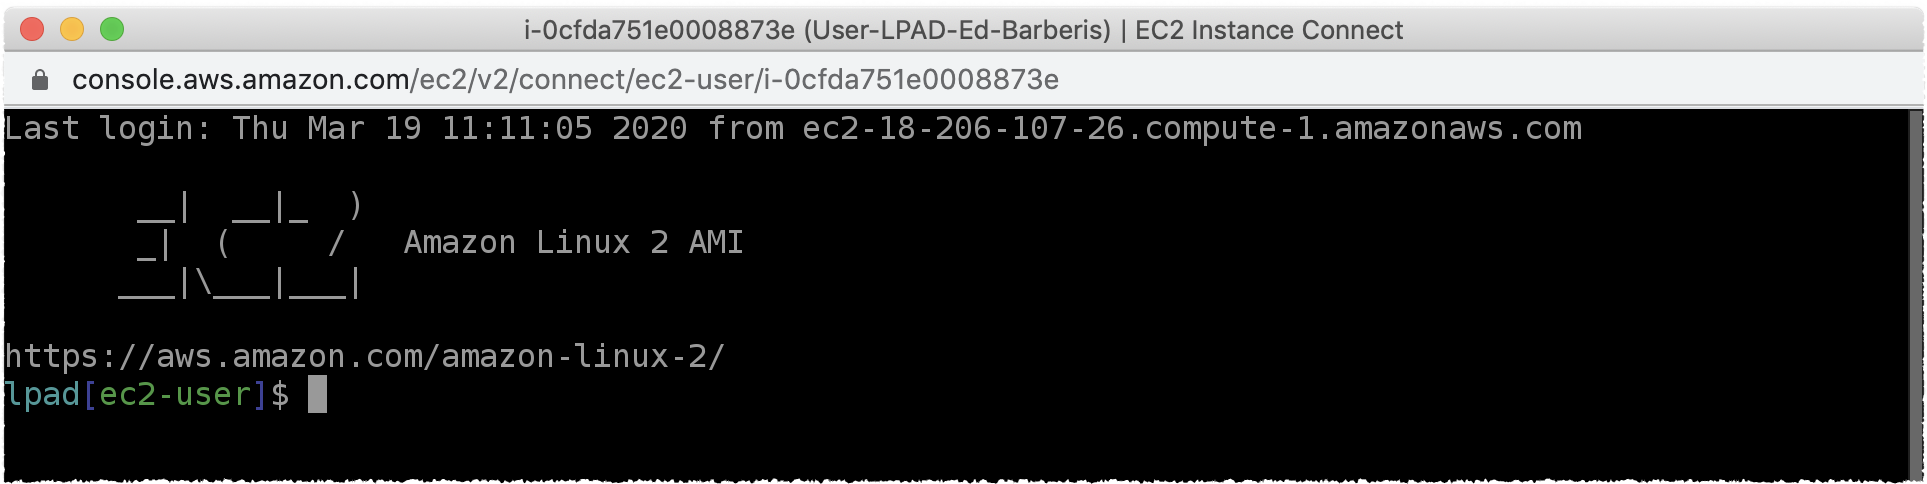 i-0cfda751e0008873e (User-LPAD-Ed-Barberis) | EC2 Instance Connect
console.aws.amazon.com/ec2/v2/connect/ec2-user/i-0cfda751e0008873e
Last login: Thu Mar 19 11:11:05 2020 from ec2-18-206-107-26.compute-1.amazonaws.com
       __|  __|_  )
       _|  (     /   Amazon Linux 2 AMI
      ___|\___|___|
https://aws.amazon.com/amazon-linux-2/
lpad[ec2-user]$